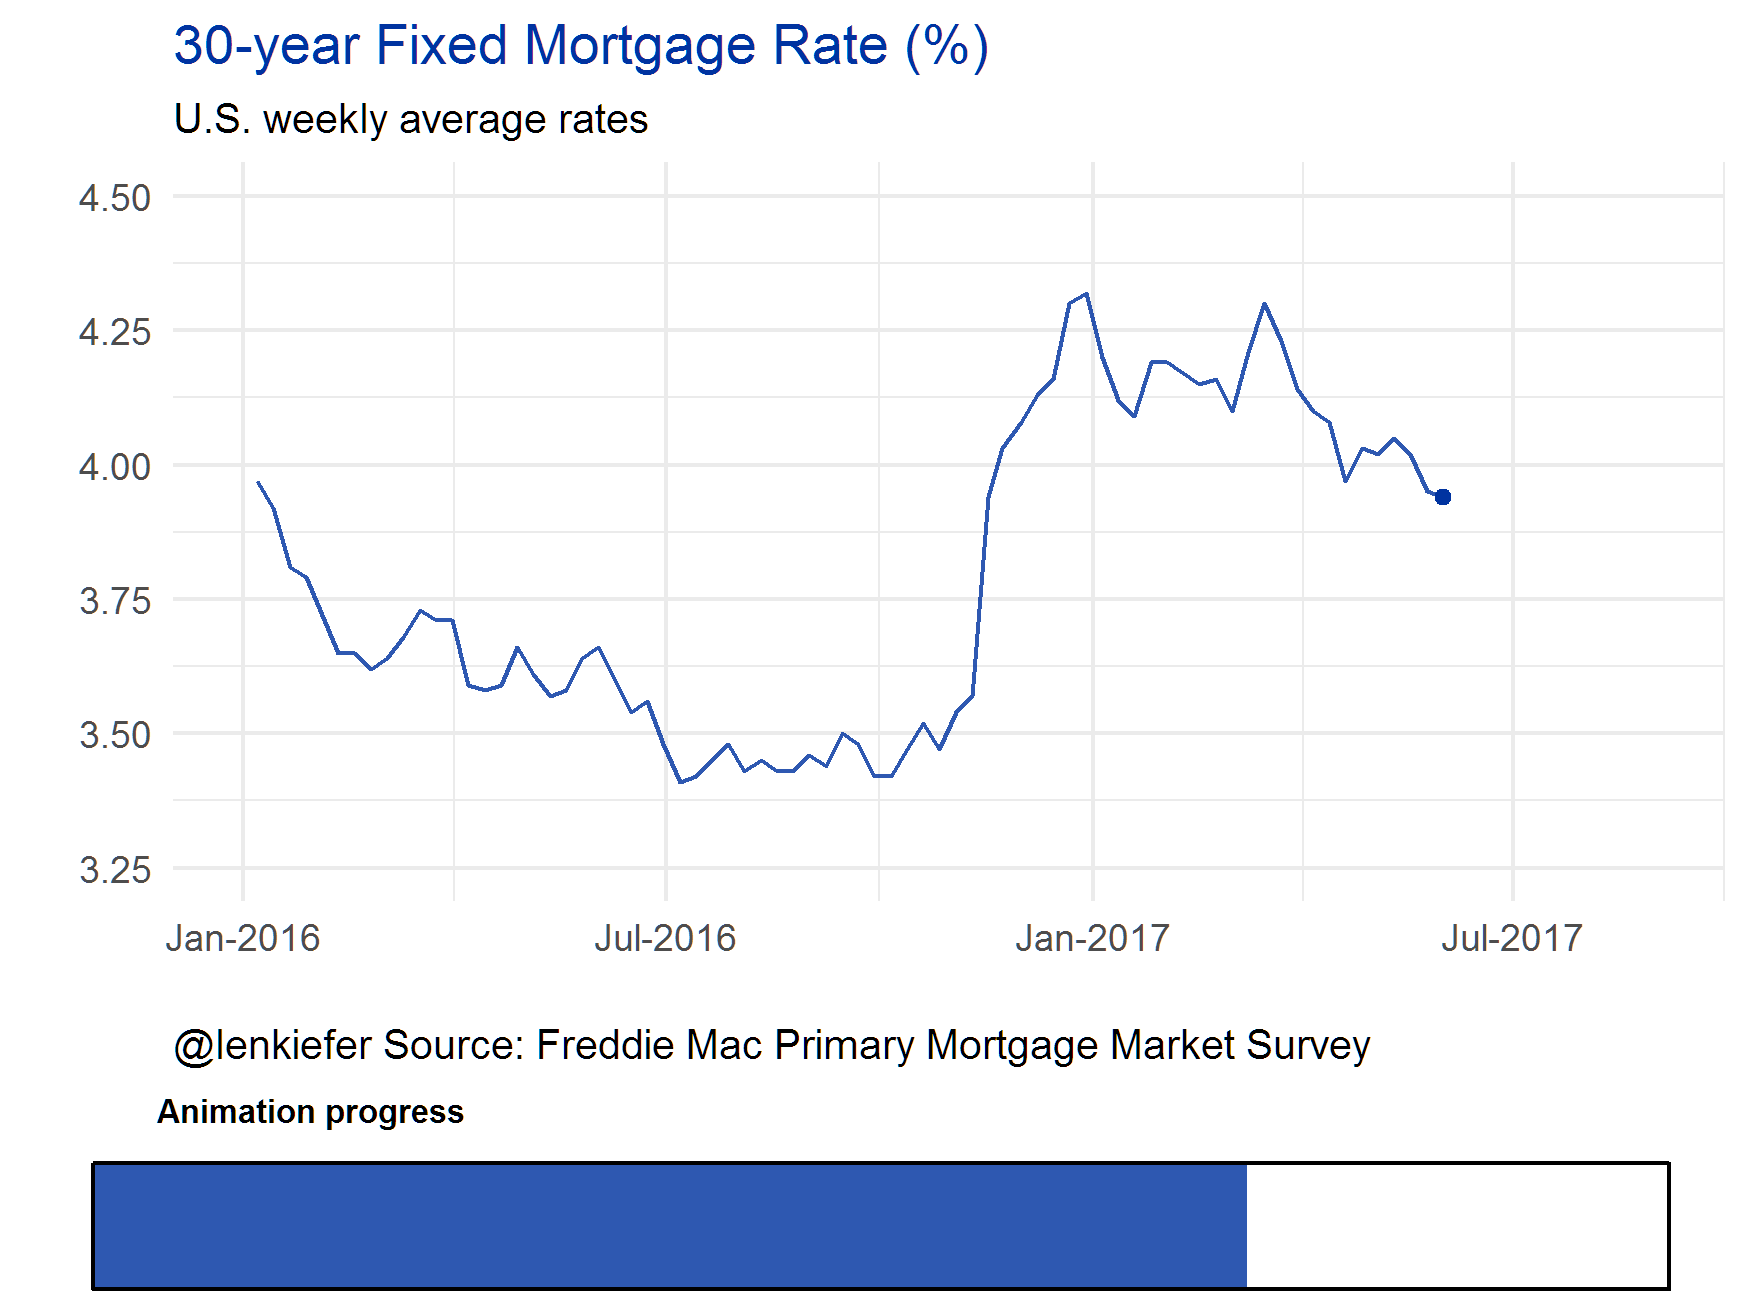 30-year Fixed Mortgage Rate (%)
U.S. weekly average rates
4.50
4.25
4.00
3.75
3.50
3.25
Jan-2016 Jul-2016 Jan-2017 Jul-2017
@lenkiefer Source: Freddie Mac Primary Mortgage Market Survey
Animation progress